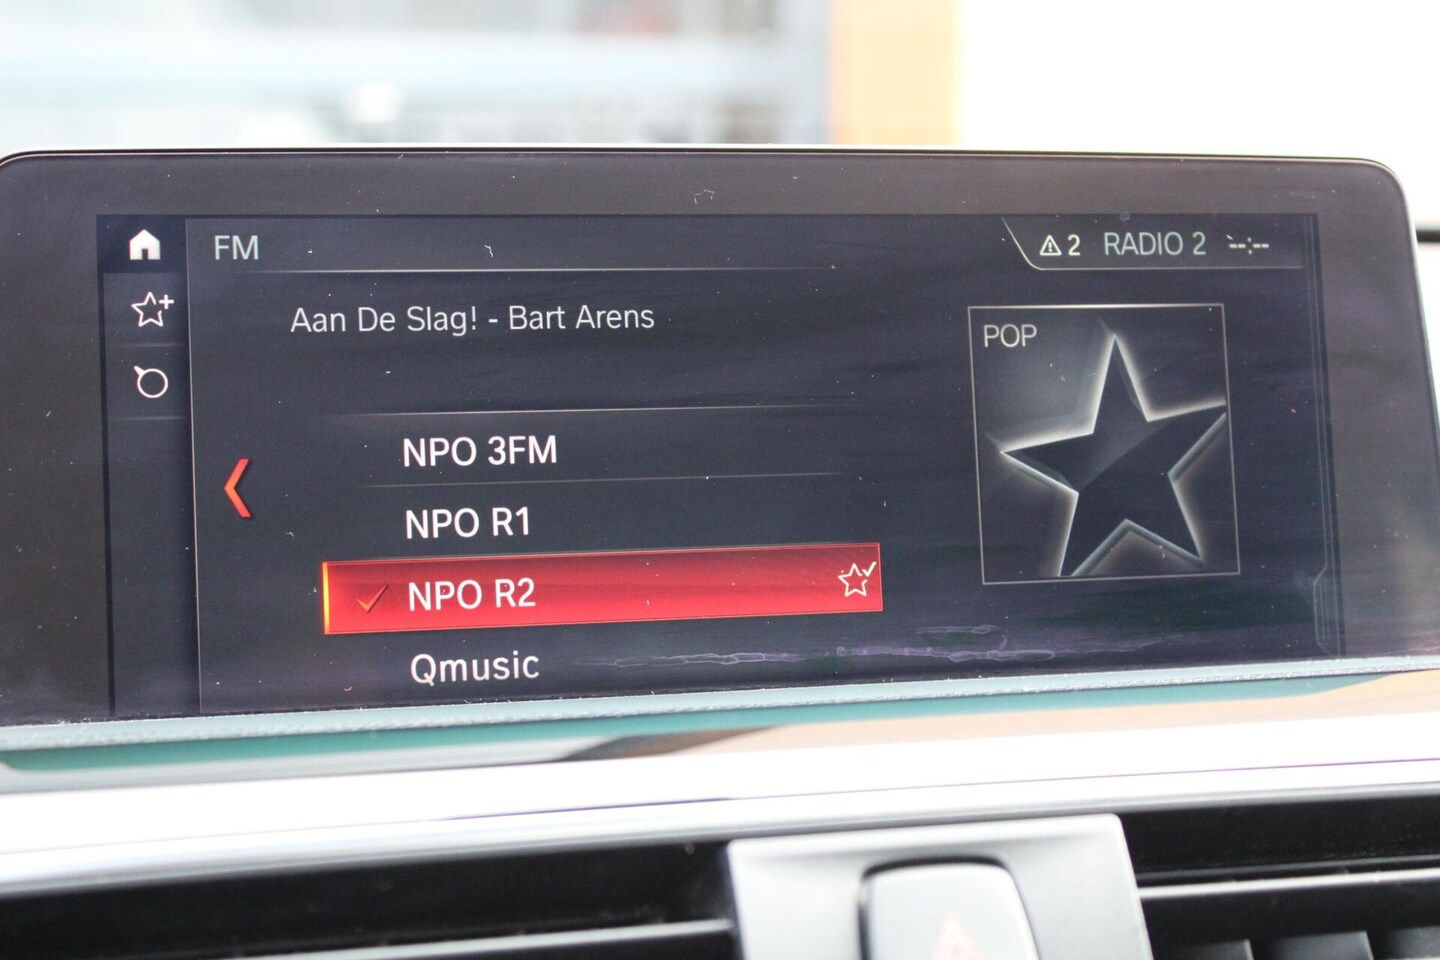 FM
2 RADIO 2 --:--
Aan De Slag! - Bart Arens
POP
NPO 3FM
NPO R1
NPO R2
Qmusic